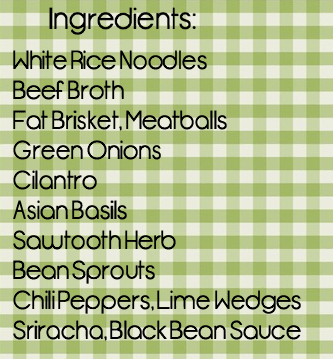 Ingredients:
White Rice Noodles
Beef Broth
Fat Brisket, Meatballs
Green Onions
Cilantro
Asian Basils
Sawtooth Herb
Bean Sprouts
Chili Peppers, Lime Wedges
Sriracha, Black Bean Sauce